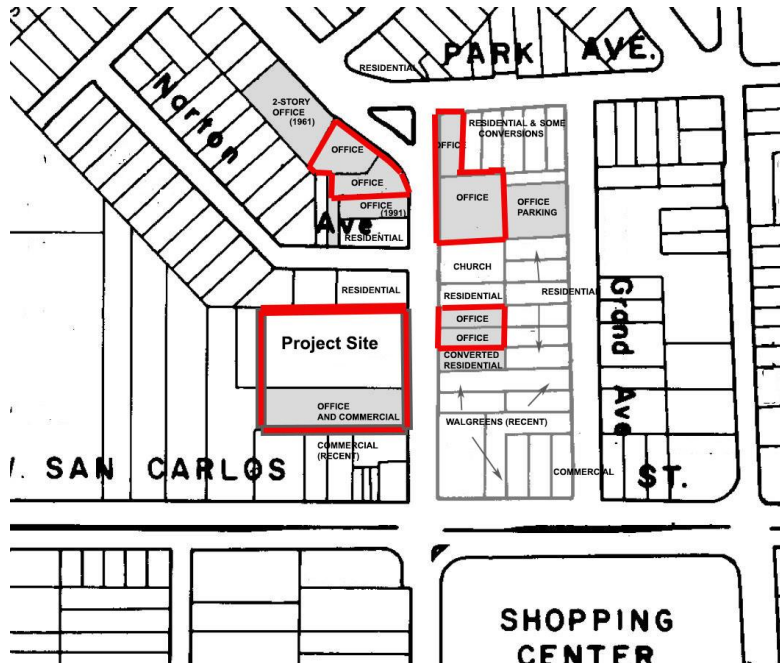 PARK AVE.
RESIDENTIAL
Norton
2-STORY
OFFICE
(1961)
OFFICE
OFFICE
OFFICE
(1991)
Ave
RESIDENTIAL
RESIDENTIAL & SOME
CONVERSIONS
OFFICE
OFFICE
OFFICE
PARKING
CHURCH
RESIDENTIAL
RESIDENTIAL
RESIDENTIAL
OFFICE
OFFICE
CONVERTED
RESIDENTIAL
Grand Ave
Project Site
OFFICE
AND COMMERCIAL
COMMERCIAL
(RECENT)
WALGREENS (RECENT)
COMMERCIAL
. SAN CARLOS
ST.
SHOPPING
CENTER